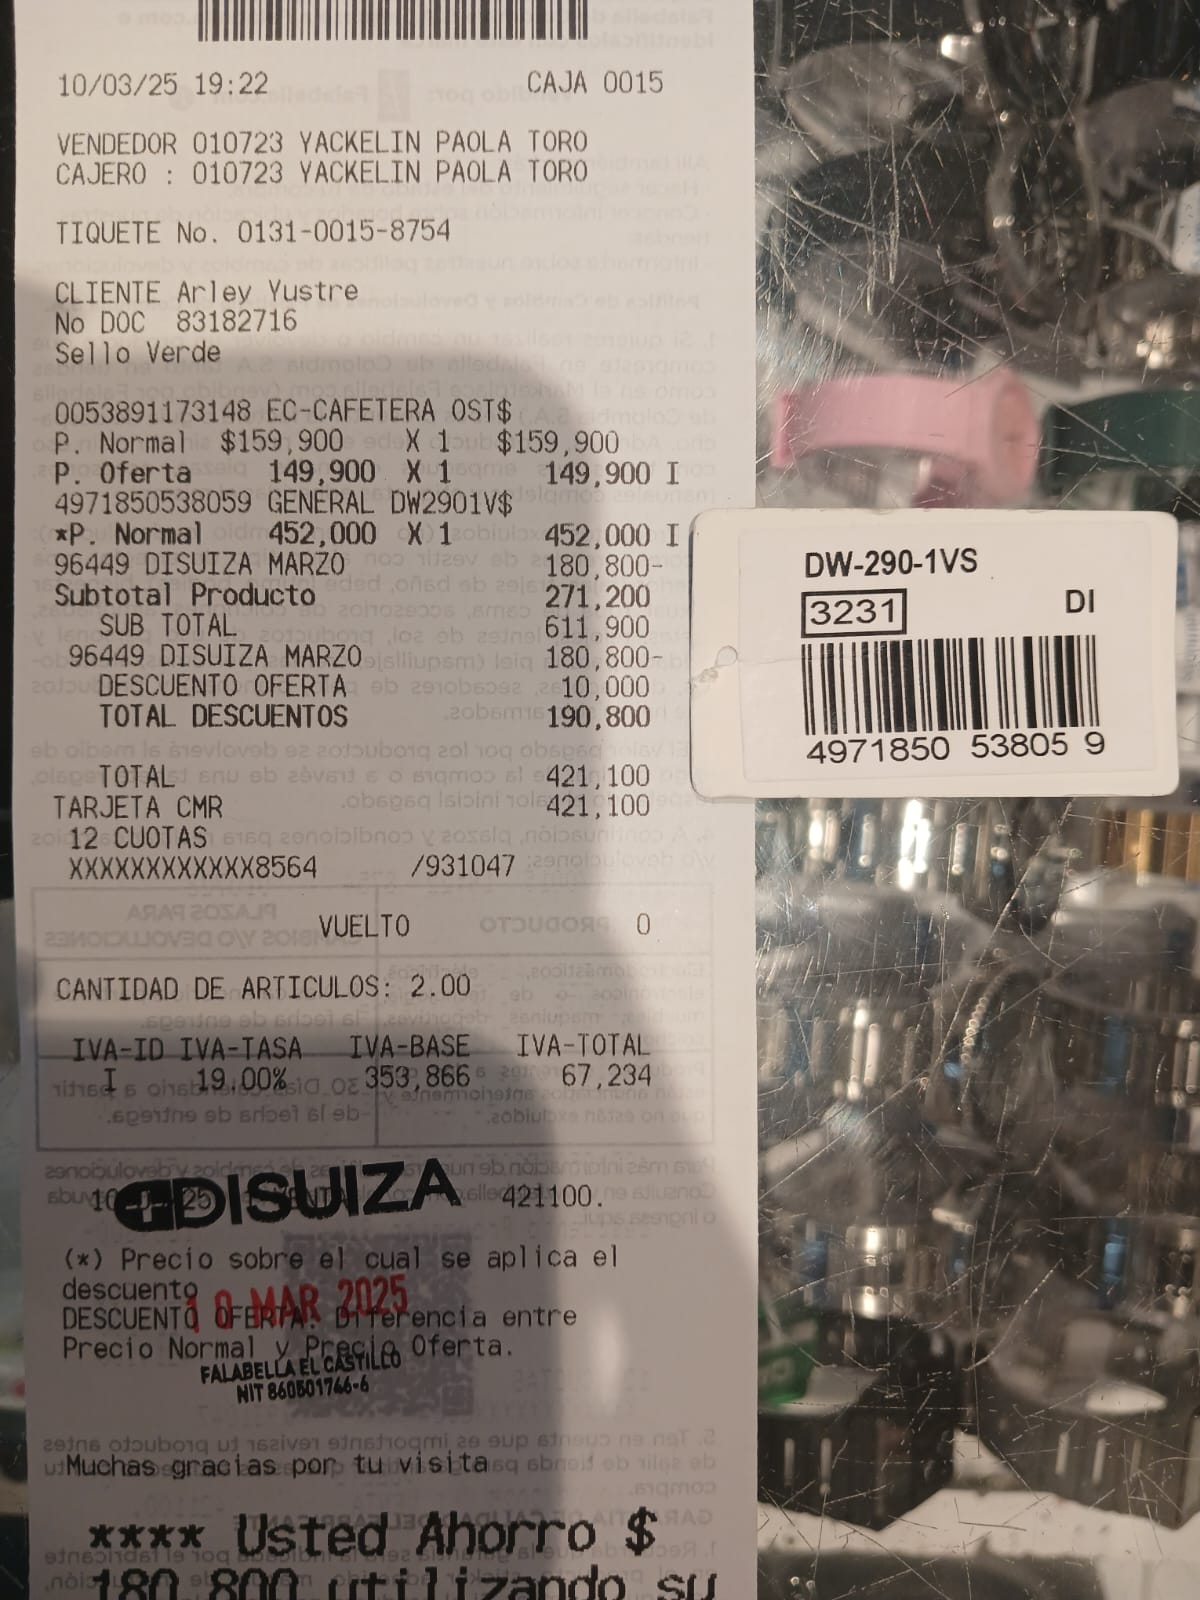 10/03/25 19:22 CAJA 0015
VENDEDOR 010723 YACKELIN PAOLA TORO
CAJERO : 010723 YACKELIN PAOLA TORO
TIQUETE No. 0131-0015-8754
CLIENTE Arley Yustre
No DOC 83182716
Sello Verde
0053891173148 EC-CAFETERA OST$
P. Normal $159,900 X 1 $159,900
P. Oferta 149,900 X 1 149,900 I
4971850538059 GENERAL DW2901V$
*P. Normal 452,000 X 1 452,000 I
96449 DISUIZA MARZO 180,800-
Subtotal Producto 271,200
SUB TOTAL 611,900
96449 DISUIZA MARZO 180,800-
DESCUENTO OFERTA 10,000
TOTAL DESCUENTOS 190,800
TOTAL 421,100
TARJETA CMR 421,100
12 CUOTAS
XXXXXXXXXXXX8564 /931047
VUELTO 0
CANTIDAD DE ARTICULOS: 2.00
IVA-ID IVA-TASA IVA-BASE IVA-TOTAL
I 19.00% 353,866 67,234
DISUIZA
421100.
(*) Precio sobre el cual se aplica el
descuento
10 MAR 2025
DESCUENTO OFERTA: Diferencia entre
Precio Normal y Precio Oferta.
FALABELLA EL CASTILLO
NIT 860501746-6
Muchas gracias por tu visita
**** Usted Ahorro $
180,800 utilizando su
DW-290-1VS
3231 DI
4971850 53805 9